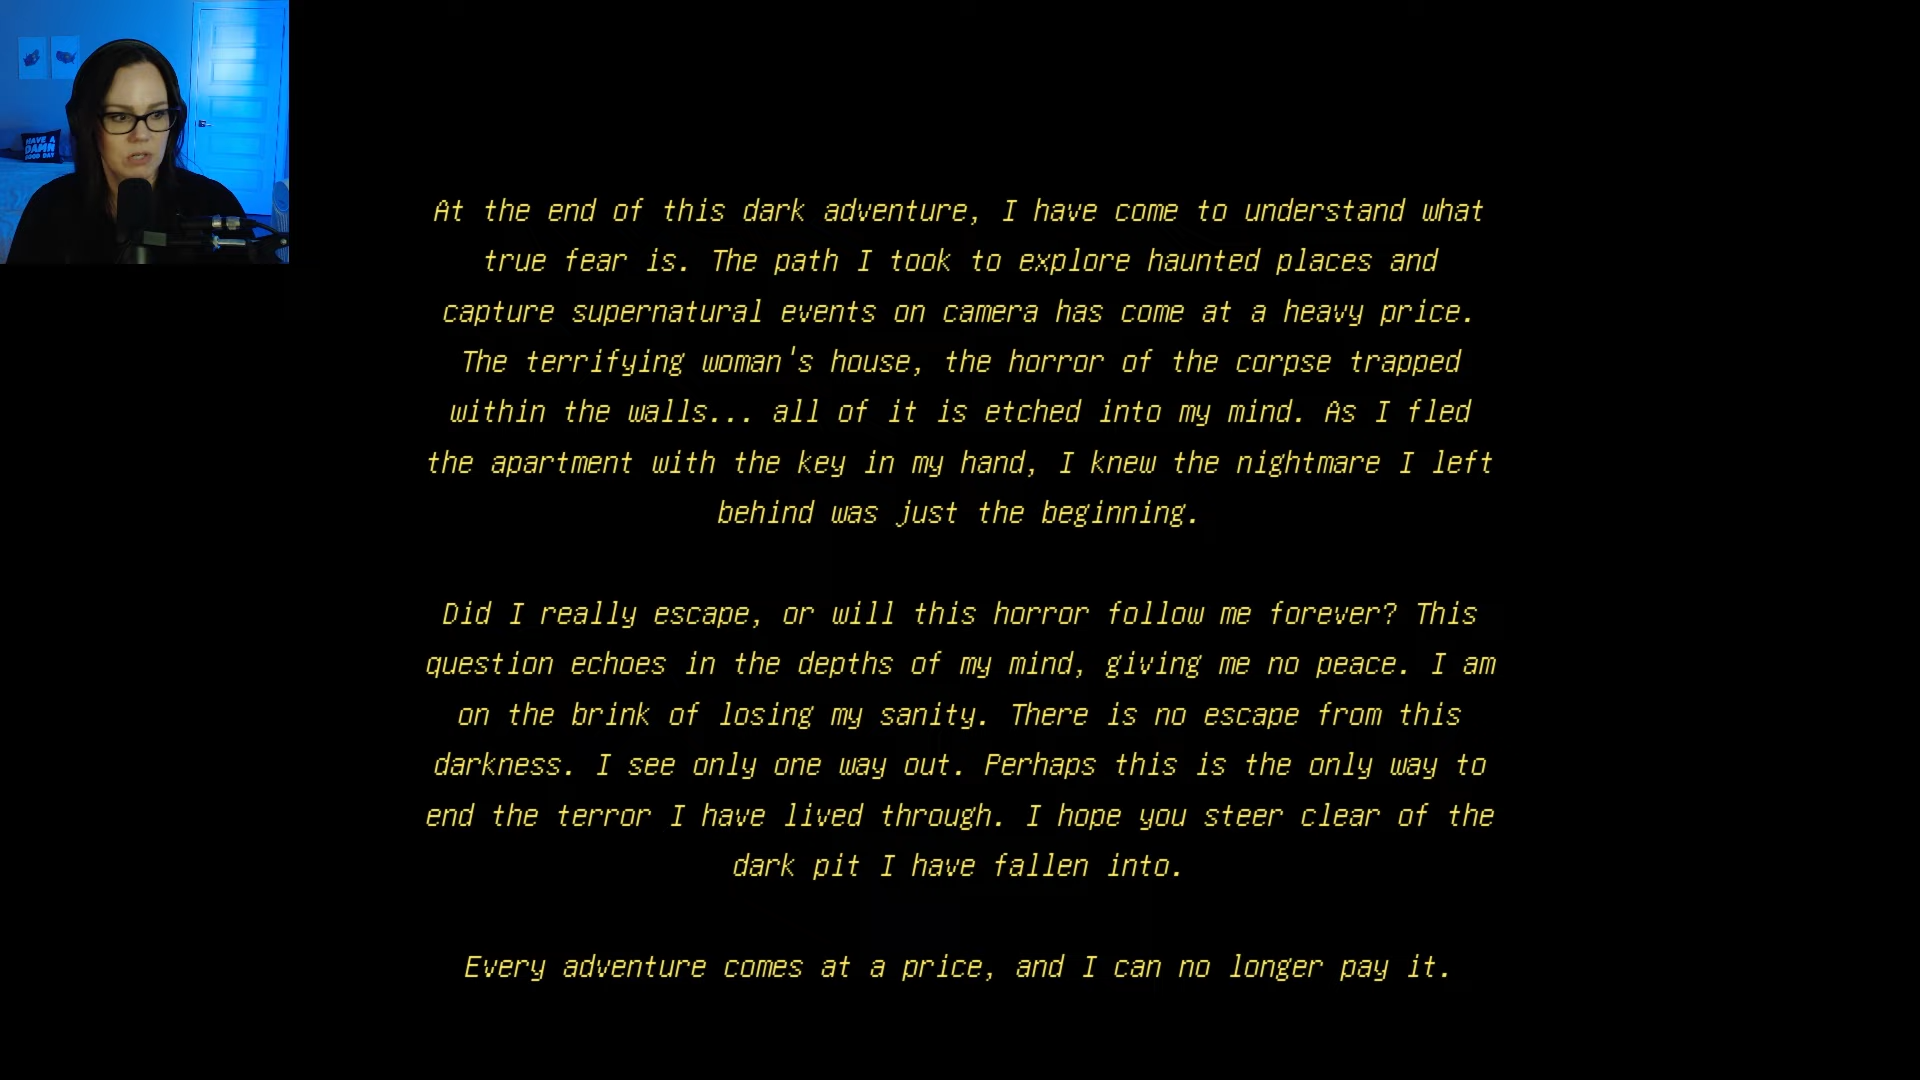 HAVE A
DAMN
GOOD DAY
At the end of this dark adventure, I have come to understand what
true fear is. The path I took to explore haunted places and
capture supernatural events on camera has come at a heavy price.
The terrifying woman's house, the horror of the corpse trapped
within the walls... all of it is etched into my mind. As I fled
the apartment with the key in my hand, I knew the nightmare I left
behind was just the beginning.
Did I really escape, or will this horror follow me forever? This
question echoes in the depths of my mind, giving me no peace. I am
on the brink of losing my sanity. There is no escape from this
darkness. I see only one way out. Perhaps this is the only way to
end the terror I have lived through. I hope you steer clear of the
dark pit I have fallen into.
Every adventure comes at a price, and I can no longer pay it.